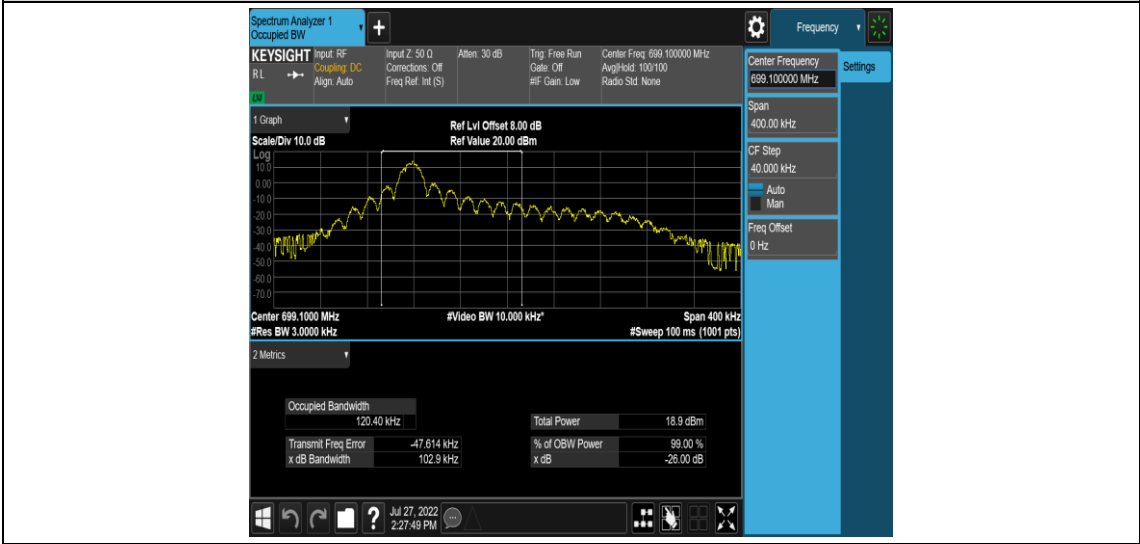 Spectrum Analyzer 1
Occupied BW
+
Frequency
KEYSIGHT
RL
LM
Input: RF
Coupling: DC
Align: Auto
Input Z: 50 Ω
Corrections: Off
Freq Ref: Int (S)
Atten: 30 dB
Trig: Free Run
Gate: Off
#IF Gain: Low
Center Freq: 699.100000 MHz
Avg|Hold: 100/100
Radio Std: None
Center Frequency
699.100000 MHz
Settings
Span
400.00 kHz
CF Step
40.000 kHz
Auto
Man
Freq Offset
0 Hz
1 Graph
Scale/Div 10.0 dB
Ref Lvl Offset 8.00 dB
Ref Value 20.00 dBm
Log
10.0
0.00
-10.0
-20.0
-30.0
-40.0
-50.0
-60.0
-70.0
Center 699.1000 MHz
#Video BW 10.000 kHz*
Span 400 kHz
#Res BW 3.0000 kHz
#Sweep 100 ms (1001 pts)
2 Metrics
Occupied Bandwidth
120.40 kHz
Total Power 18.9 dBm
Transmit Freq Error -47.614 kHz
% of OBW Power 99.00 %
x dB Bandwidth 102.9 kHz
x dB -26.00 dB
?
Jul 27, 2022
2:27:49 PM